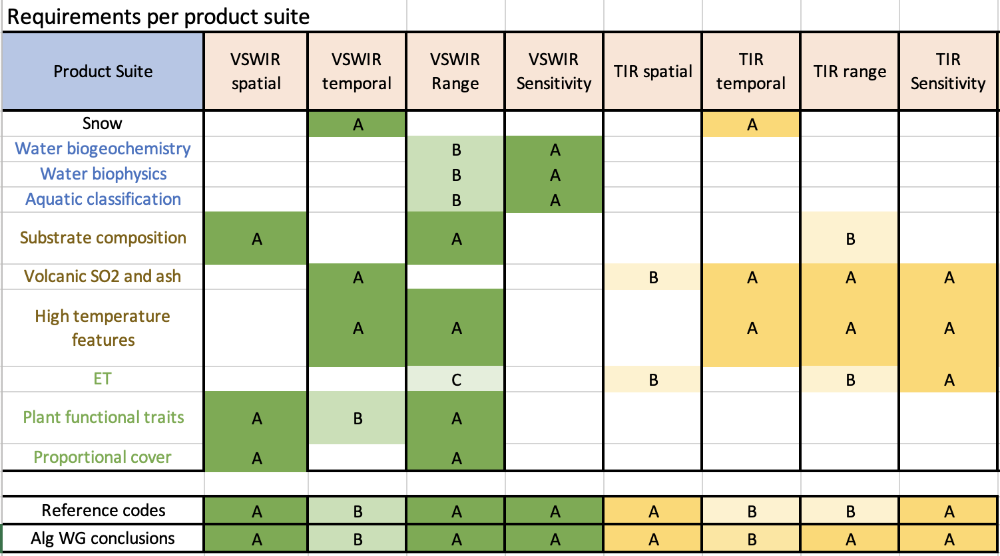 Requirements per product suite
Product Suite VSWIR spatial VSWIR temporal VSWIR Range VSWIR Sensitivity TIR spatial TIR temporal TIR range TIR Sensitivity
Snow A A
Water biogeochemistry B A
Water biophysics B A
Aquatic classification B A
Substrate composition A A B
Volcanic SO2 and ash A B A A A
High temperature features A A A A A
ET C B B A
Plant functional traits A B A
Proportional cover A A
Reference codes A B A A A B B A
Alg WG conclusions A B A A A B A A